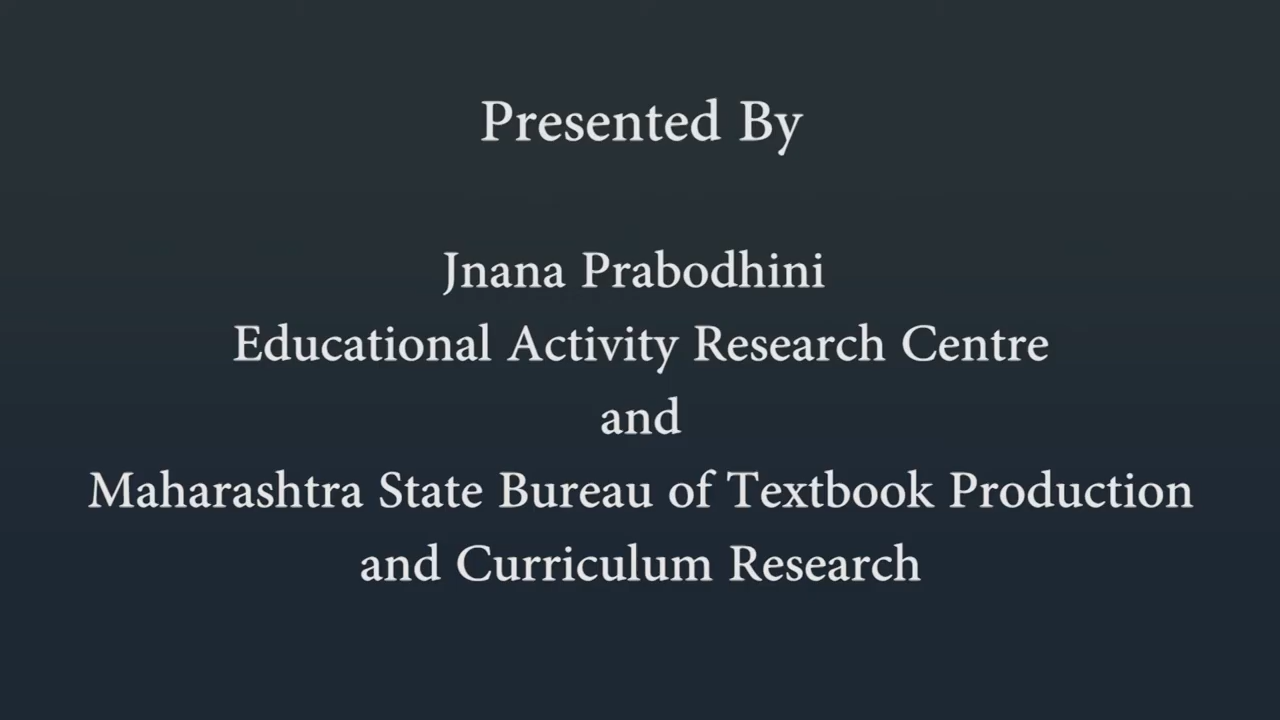 Presented By
Jnana Prabodhini
Educational Activity Research Centre
and
Maharashtra State Bureau of Textbook Production
and Curriculum Research